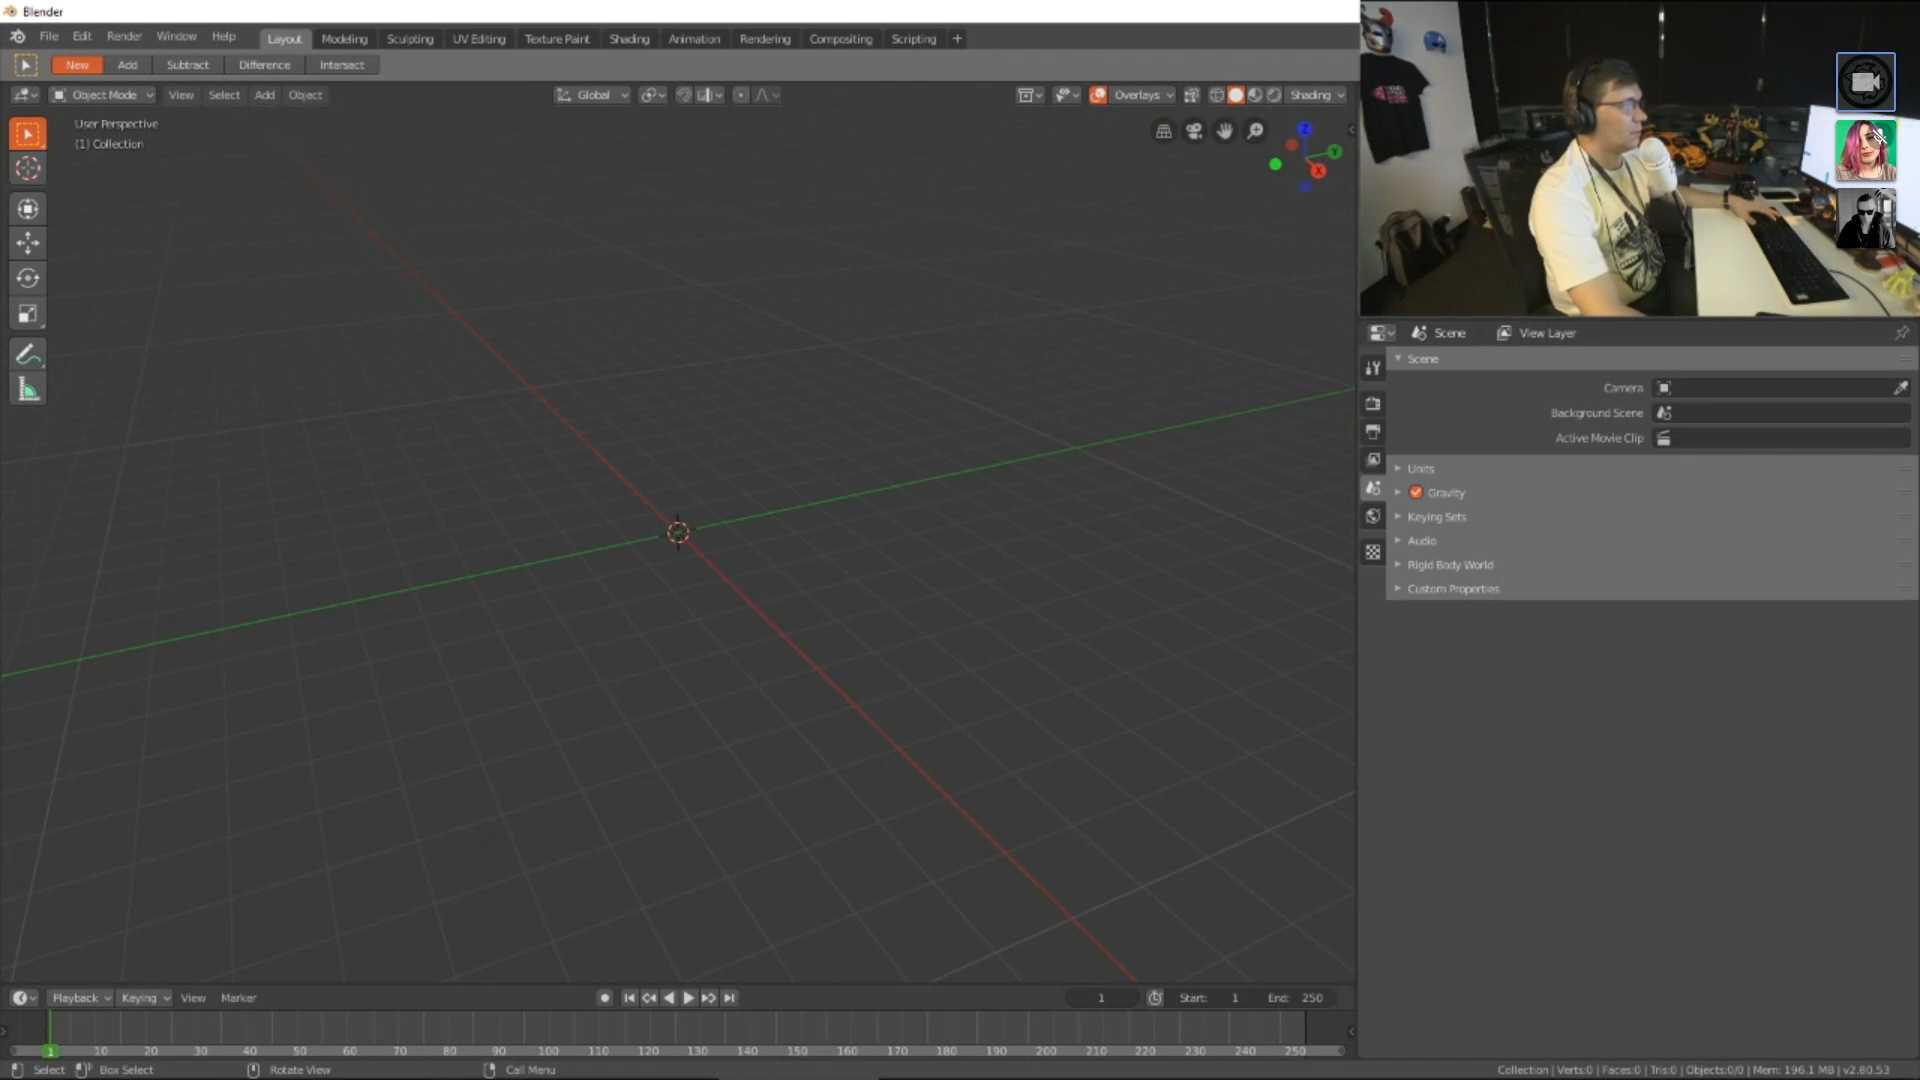 Blender
File Edit Render Window Help Layout Modeling Sculpting UV Editing Texture Paint Shading Animation Rendering Compositing Scripting +
New Add Subtract Difference Intersect
Object Mode View Select Add Object Global Overlays Shading
User Perspective
(1) Collection
Z
Y
X
Scene View Layer
Scene
Camera
Background Scene
Active Movie Clip
Units
Gravity
Keying Sets
Audio
Rigid Body World
Custom Properties
Playback Keying View Marker 1 Start: 1 End: 250
1 10 20 30 40 50 60 70 80 90 100 110 120 130 140 150 160 170 180 190 200 210 220 230 240 250
Select Box Select Rotate View Call Menu Collection | Verts:0 | Faces:0 | Tris:0 | Objects:0/0 | Mem: 196.1 MB | v2.80.53